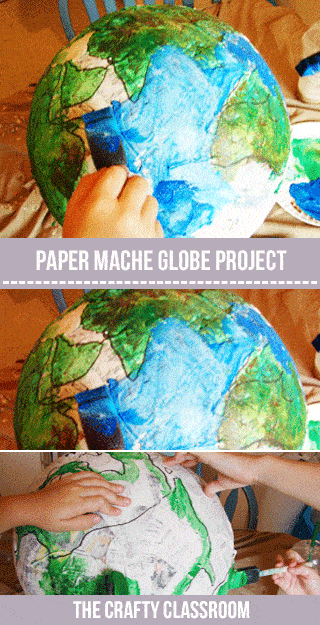 PAPER MACHE GLOBE PROJECT
THE CRAFTY CLASSROOM